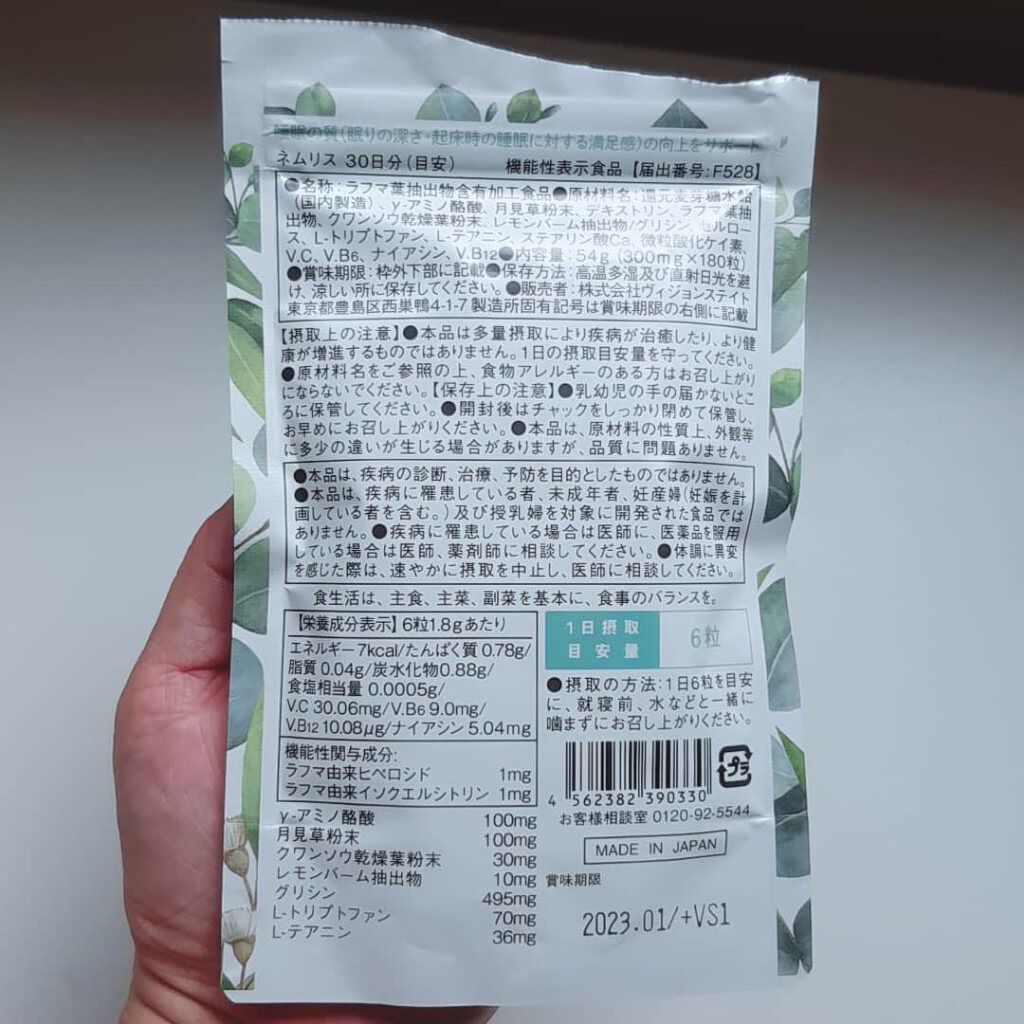 睡眠の質(眠りの深さ・起床時の睡眠に対する満足感)の向上をサポート
ネムリス 30日分(目安) 機能性表示食品【届出番号:F528】
●名称:ラフマ葉抽出物含有加工食品●原材料名:還元麦芽糖水飴
(国内製造)、γ-アミノ酪酸、月見草粉末、デキストリン、ラフマ葉抽
出物、クワンソウ乾燥葉粉末、レモンバーム抽出物/グリシン、セルロー
ス、L-トリプトファン、L-テアニン、ステアリン酸Ca、微粒酸化ケイ素、
V.C、V.B6、ナイアシン、V.B12●内容量:54g(300mg×180粒)
●賞味期限:枠外下部に記載●保存方法:高温多湿及び直射日光を避
け、涼しい所に保存してください。●販売者:株式会社ヴィジョンステイト
東京都豊島区西巣鴨4-1-7 製造所固有記号は賞味期限の右側に記載
【摂取上の注意】●本品は多量摂取により疾病が治癒したり、より健
康が増進するものではありません。1日の摂取目安量を守ってください。
●原材料名をご参照の上、食物アレルギーのある方はお召し上がり
にならないでください。【保存上の注意】●乳幼児の手の届かないとこ
ろに保管してください。●開封後はチャックをしっかり閉めて保管し、
お早めにお召し上がりください。●本品は、原材料の性質上、外観等
に多少の違いが生じる場合がありますが、品質に問題ありません。
●本品は、疾病の診断、治療、予防を目的としたものではありません。
●本品は、疾病に罹患している者、未成年者、妊産婦(妊娠を計
画している者を含む。)及び授乳婦を対象に開発された食品では
ありません。●疾病に罹患している場合は医師に、医薬品を服用
している場合は医師、薬剤師に相談してください。●体調に異変
を感じた際は、速やかに摂取を中止し、医師に相談してください。
食生活は、主食、主菜、副菜を基本に、食事のバランスを。
【栄養成分表示】6粒1.8gあたり
エネルギー7kcal/たんぱく質 0.78g/
脂質 0.04g/炭水化物0.88g/
食塩相当量 0.0005g/
V.C 30.06mg/V.B6 9.0mg/
V.B12 10.08μg/ナイアシン 5.04mg
機能性関与成分:
ラフマ由来ヒペロシド 1mg
ラフマ由来イソクエルシトリン 1mg
γ-アミノ酪酸 100mg
月見草粉末 100mg
クワンソウ乾燥葉粉末 30mg
レモンバーム抽出物 10mg
グリシン 495mg
L-トリプトファン 70mg
L-テアニン 36mg
1日摂取
目安量
6粒
●摂取の方法:1日6粒を目安
に、就寝前、水などと一緒に
噛まずにお召し上がりください。
プラ
4 562382 390330
お客様相談室 0120-92-5544
MADE IN JAPAN
賞味期限
2023.01/+VS1